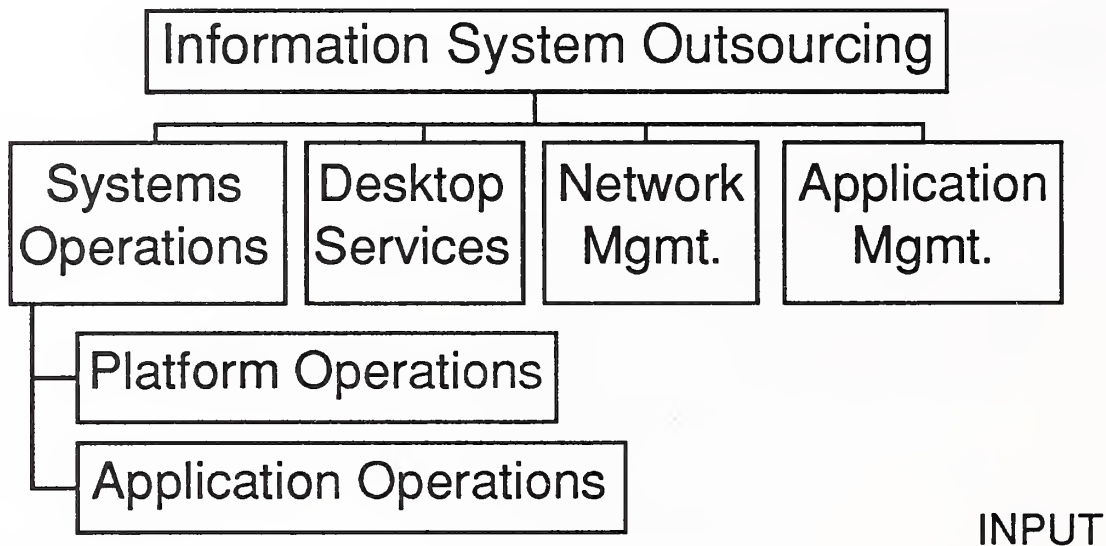 Information System Outsourcing
Systems
Operations
Desktop
Services
Network
Mgmt.
Application
Mgmt.
Platform Operations
Application Operations
INPUT